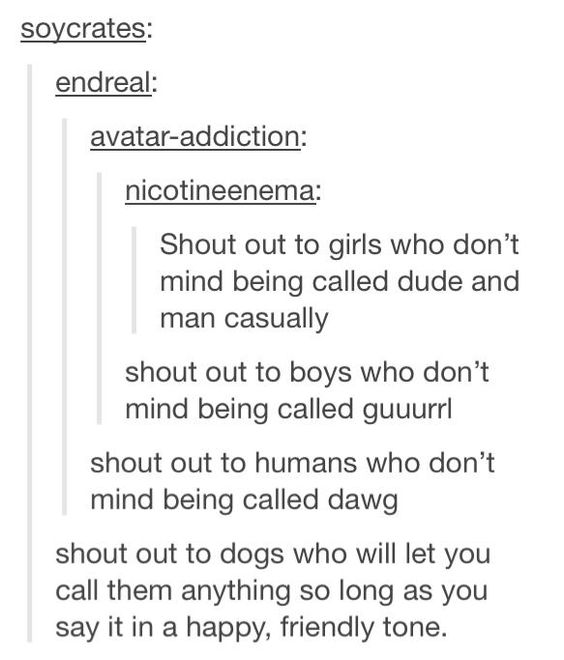 soycrates:
endreal:
avatar-addiction:
nicotineenema:
Shout out to girls who don’t
mind being called dude and
man casually
shout out to boys who don’t
mind being called guuurrl
shout out to humans who don’t
mind being called dawg
shout out to dogs who will let you
call them anything so long as you
say it in a happy, friendly tone.